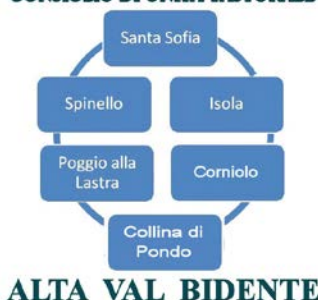 Santa Sofia
Spinello
Isola
Poggio alla
Lastra
Corniolo
Collina di
Pondo
ALTA VAL BIDENTE